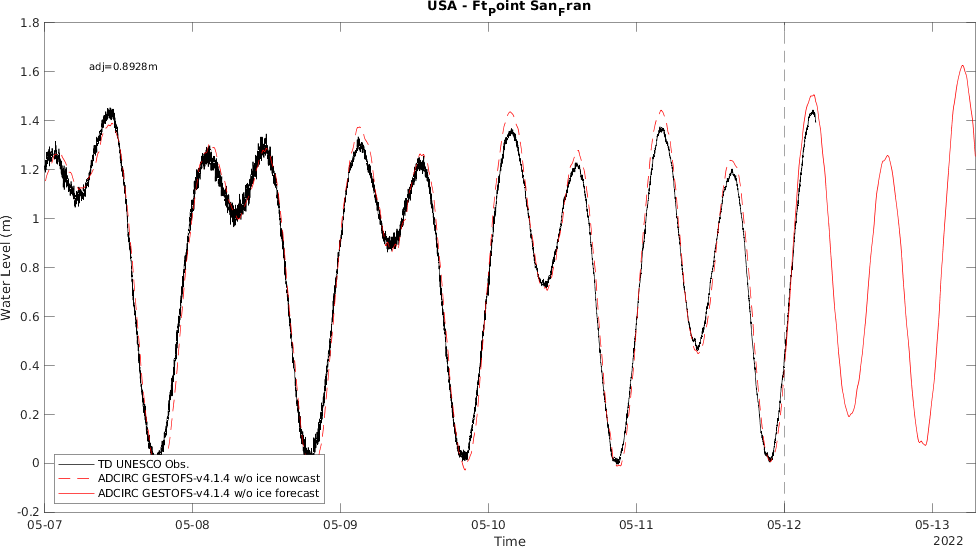 USA - FtPoint SanFran
1.8
1.6
1.4
1.2
1
0.8
0.6
0.4
0.2
0
-0.2
Water Level (m)
adj=0.8928m
TD UNESCO Obs.
ADCIRC GESTOFS-v4.1.4 w/o ice nowcast
ADCIRC GESTOFS-v4.1.4 w/o ice forecast
05-07 05-08 05-09 05-10 05-11 05-12 05-13
Time
2022